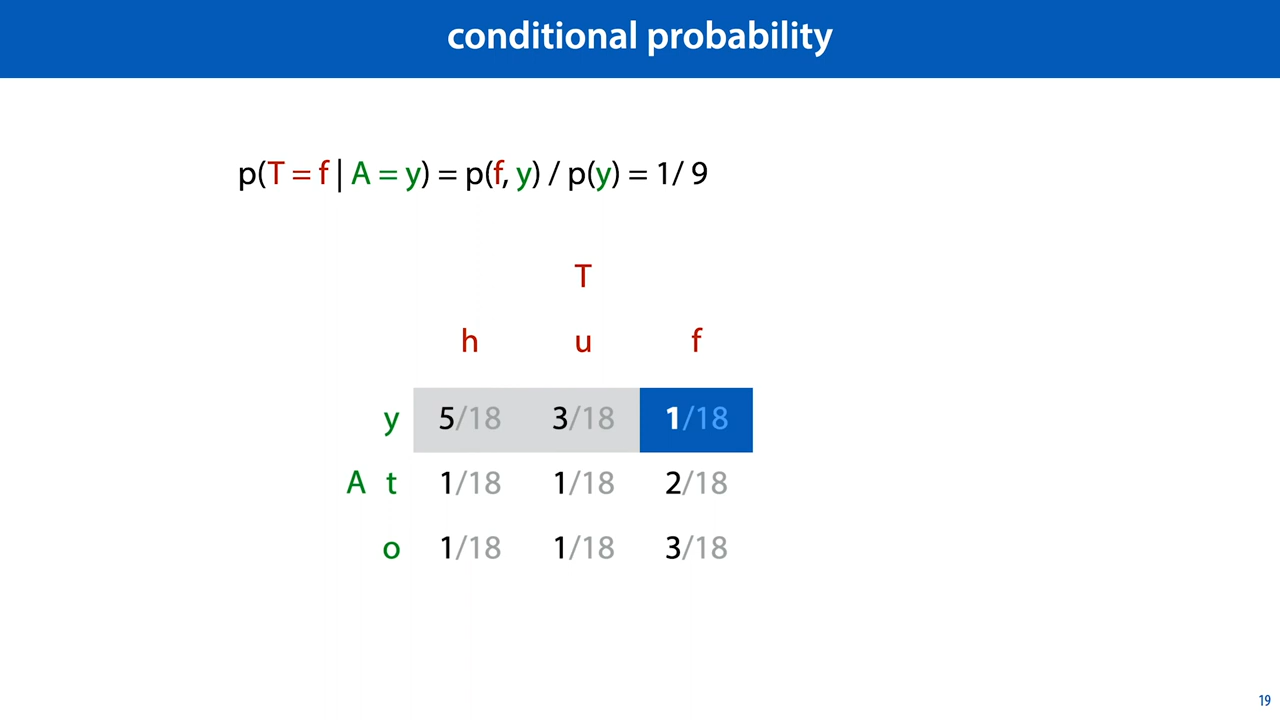 conditional probability
p(T = f | A = y) = p(f, y) / p(y) = 1/ 9
T
h u f
y 5/18 3/18 1/18
A t 1/18 1/18 2/18
o 1/18 1/18 3/18
19